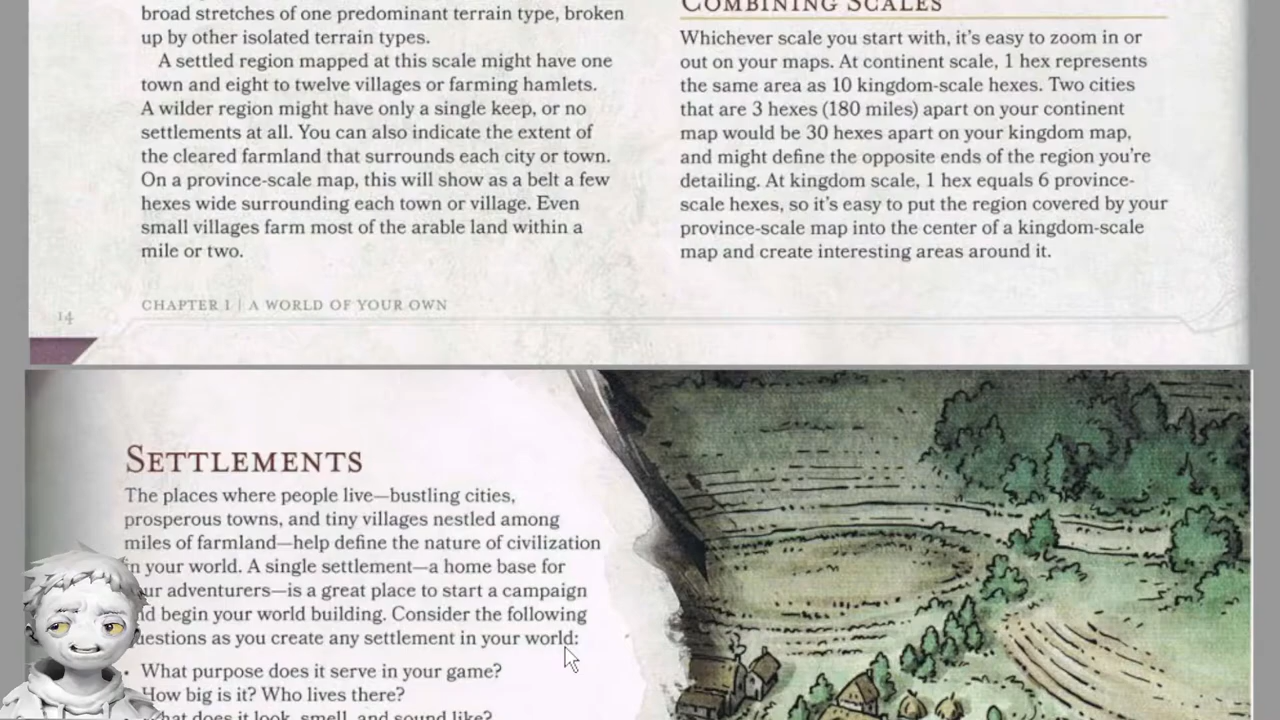 broad stretches of one predominant terrain type, broken
up by other isolated terrain types.
A settled region mapped at this scale might have one
town and eight to twelve villages or farming hamlets.
A wilder region might have only a single keep, or no
settlements at all. You can also indicate the extent of
the cleared farmland that surrounds each city or town.
On a province-scale map, this will show as a belt a few
hexes wide surrounding each town or village. Even
small villages farm most of the arable land within a
mile or two.
COMBINING SCALES
Whichever scale you start with, it's easy to zoom in or
out on your maps. At continent scale, 1 hex represents
the same area as 10 kingdom-scale hexes. Two cities
that are 3 hexes (180 miles) apart on your continent
map would be 30 hexes apart on your kingdom map,
and might define the opposite ends of the region you're
detailing. At kingdom scale, 1 hex equals 6 province-
scale hexes, so it's easy to put the region covered by your
province-scale map into the center of a kingdom-scale
map and create interesting areas around it.
CHAPTER 1 | A WORLD OF YOUR OWN
14
SETTLEMENTS
The places where people live—bustling cities,
prosperous towns, and tiny villages nestled among
miles of farmland—help define the nature of civilization
in your world. A single settlement—a home base for
ur adventurers—is a great place to start a campaign
nd begin your world building. Consider the following
uestions as you create any settlement in your world:
• What purpose does it serve in your game?
How big is it? Who lives there?
hat does it look, smell, and sound like?